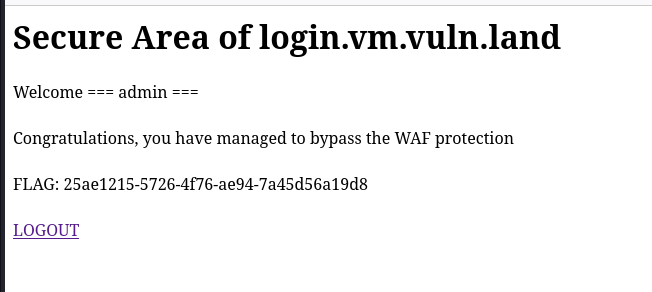 Secure Area of login.vm.vuln.land
Welcome === admin ===
Congratulations, you have managed to bypass the WAF protection
FLAG: 25ae1215-5726-4f76-ae94-7a45d56a19d8
LOGOUT